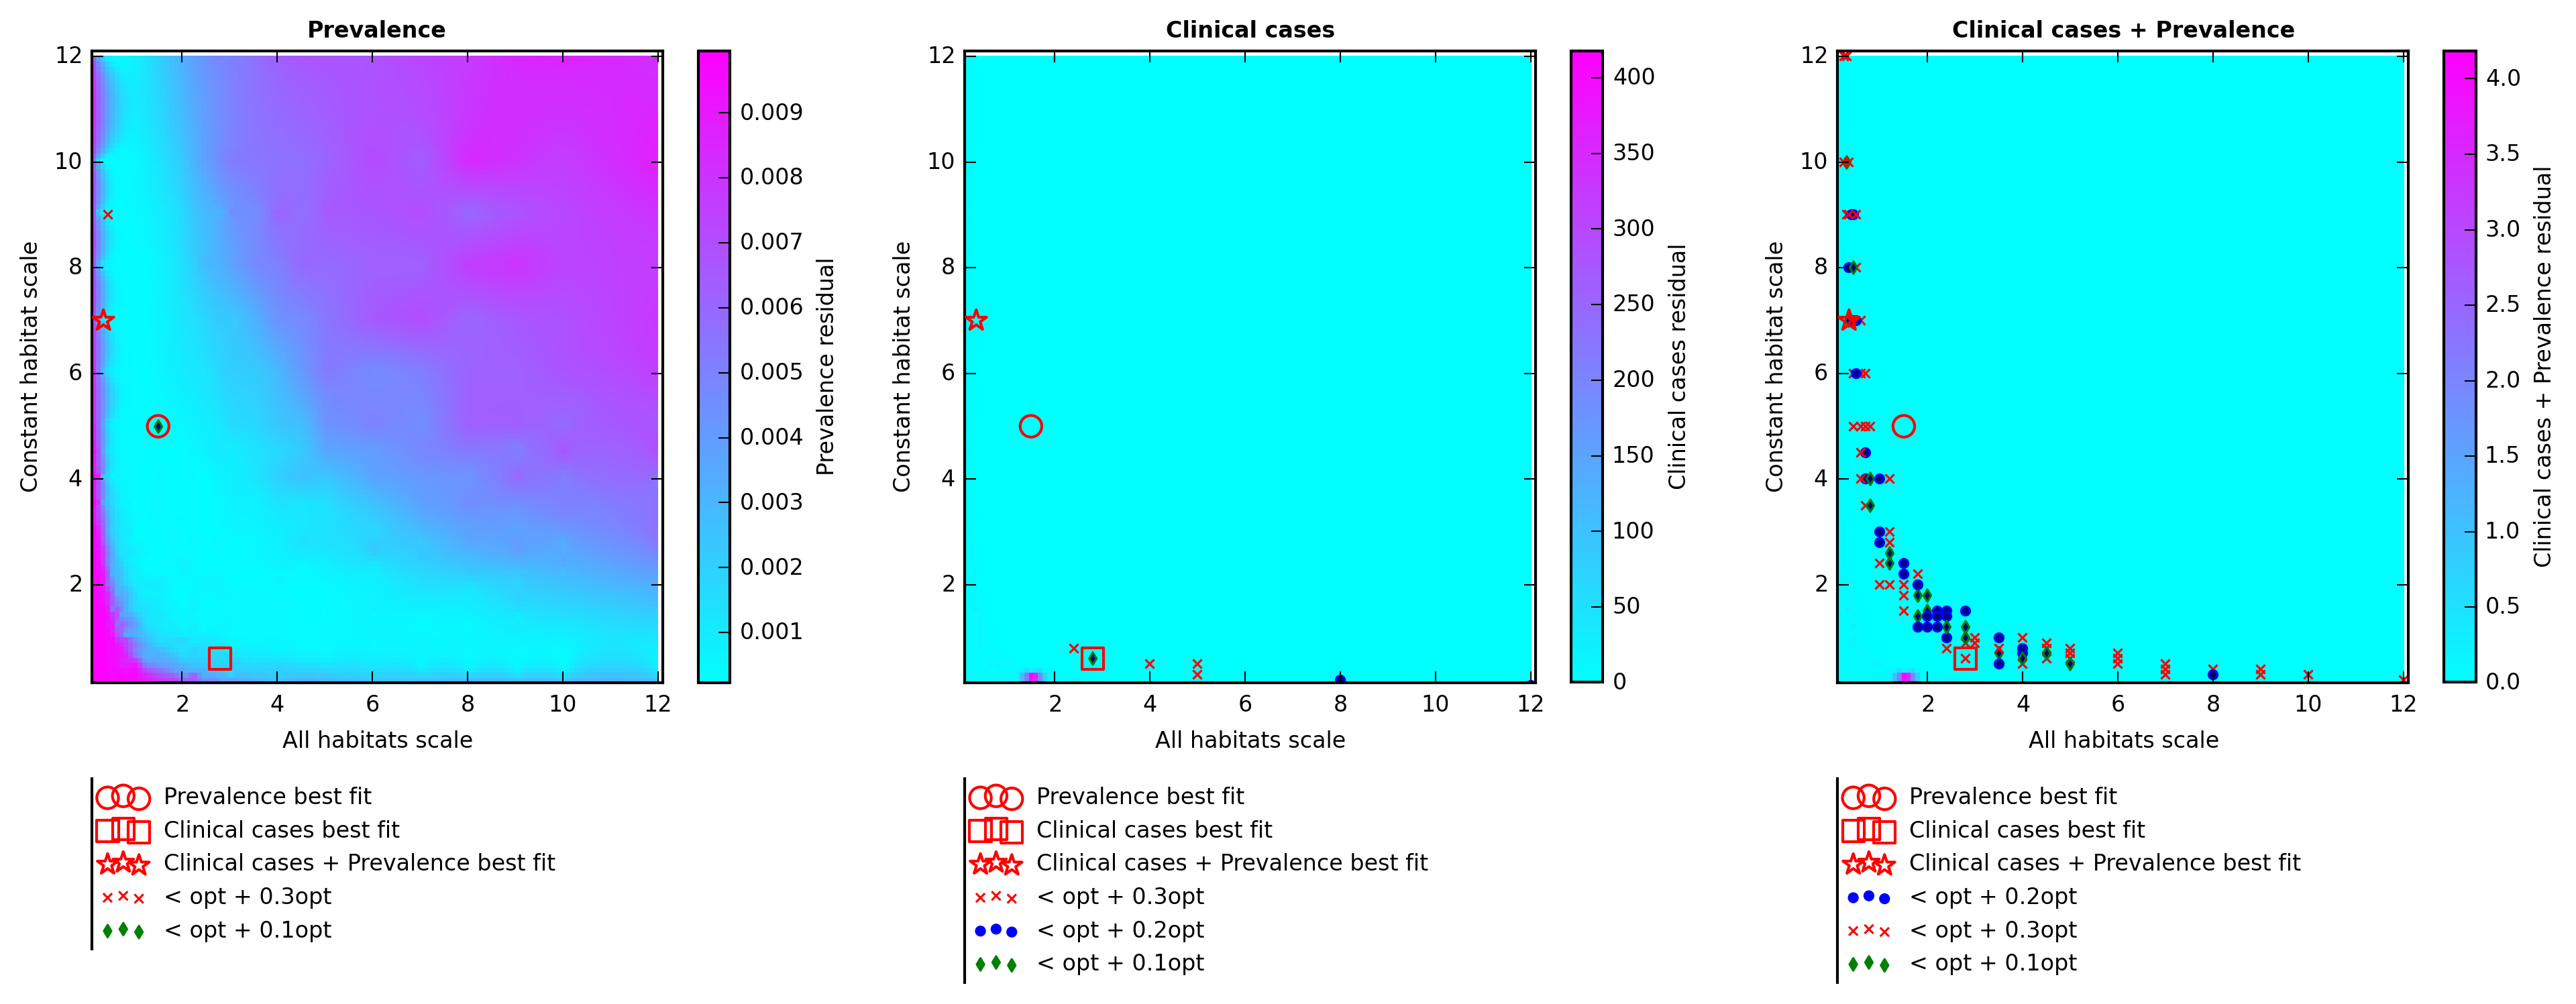 Prevalence
12
10
8
6
4
2
2
4
6
8
10
12
Constant habitat scale
All habitats scale
0.009
0.008
0.007
0.006
0.005
0.004
0.003
0.002
0.001
Prevalence residual
Prevalence best fit
Clinical cases best fit
Clinical cases + Prevalence best fit
< opt + 0.3opt
< opt + 0.1opt
Clinical cases
12
10
8
6
4
2
2
4
6
8
10
12
Constant habitat scale
All habitats scale
400
350
300
250
200
150
100
50
0
Clinical cases residual
Prevalence best fit
Clinical cases best fit
Clinical cases + Prevalence best fit
< opt + 0.3opt
< opt + 0.2opt
< opt + 0.1opt
Clinical cases + Prevalence
12
10
8
6
4
2
2
4
6
8
10
12
Constant habitat scale
All habitats scale
4.0
3.5
3.0
2.5
2.0
1.5
1.0
0.5
0.0
Clinical cases + Prevalence residual
Prevalence best fit
Clinical cases best fit
Clinical cases + Prevalence best fit
< opt + 0.2opt
< opt + 0.3opt
< opt + 0.1opt